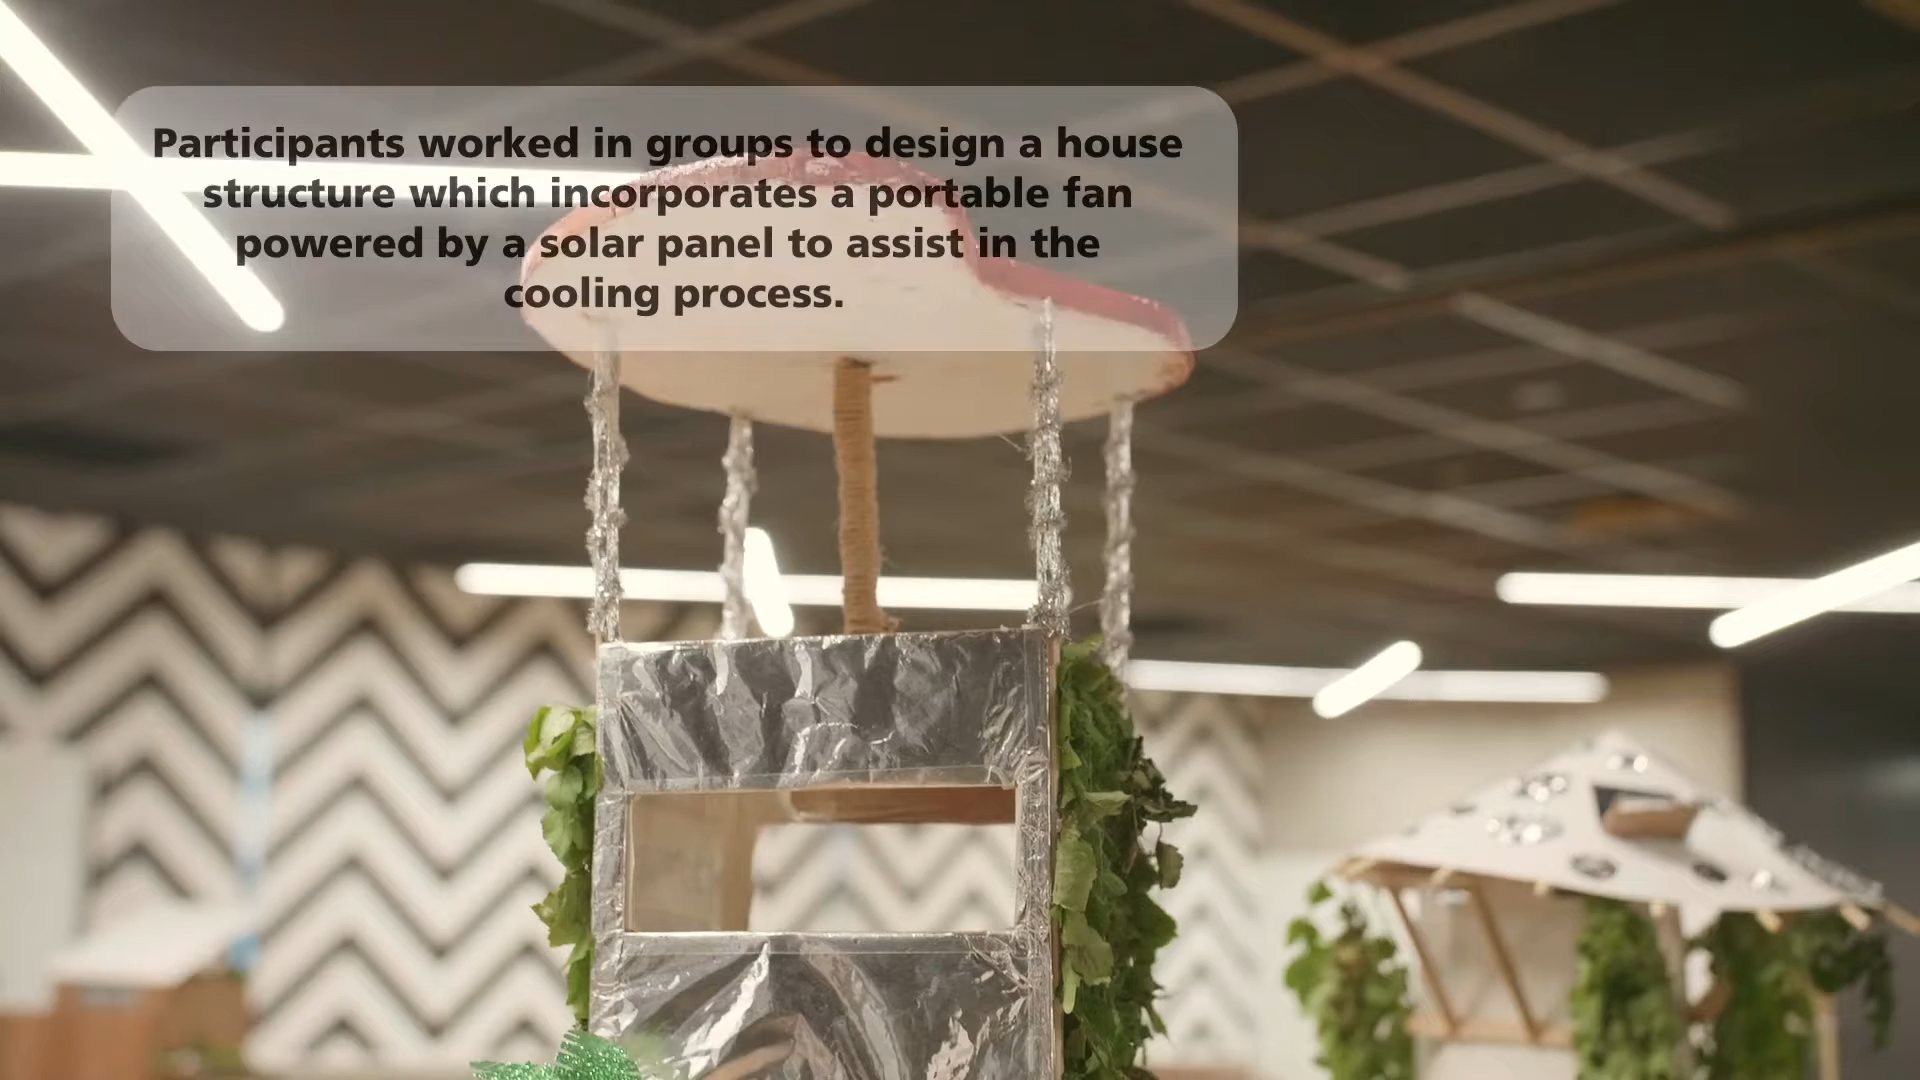 Participants worked in groups to design a house
structure which incorporates a portable fan
powered by a solar panel to assist in the
cooling process.